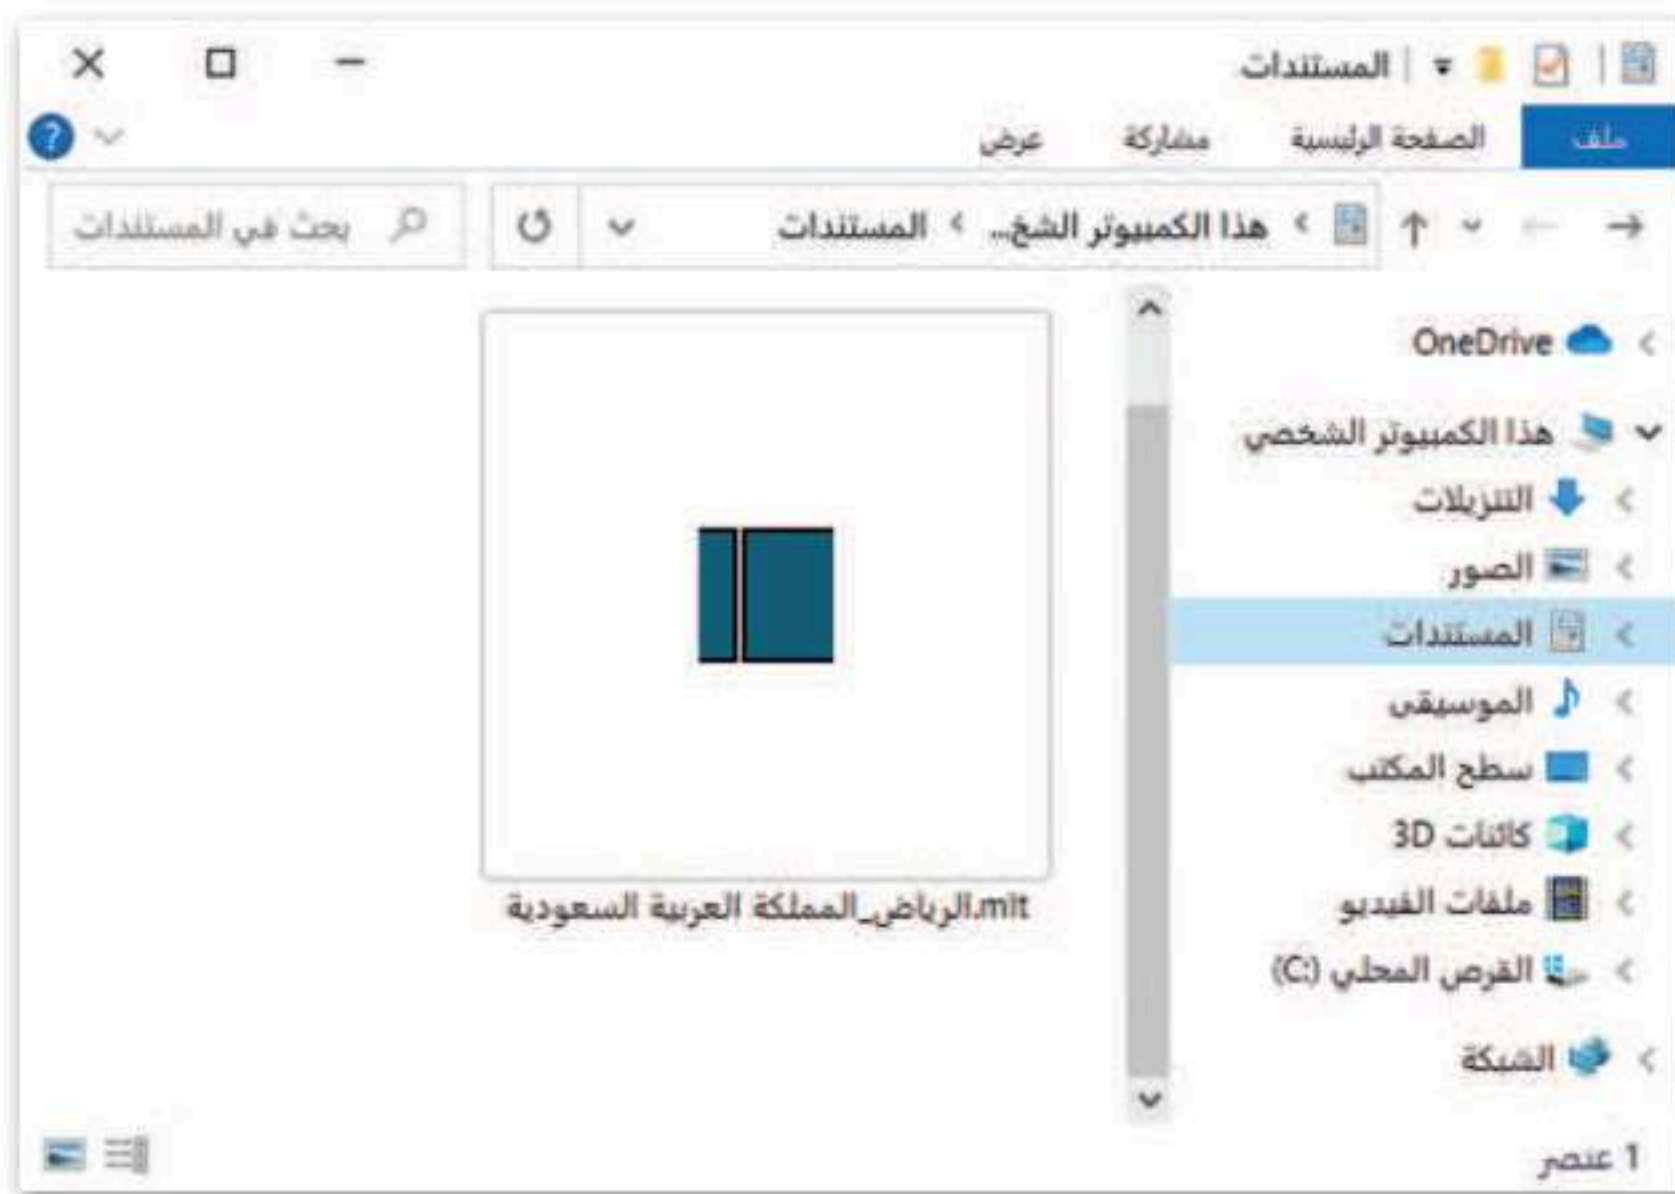 المستندات
ملف الصفحة الرئيسية مشاركة عرض
هذا الكمبيوتر الشخ... المستندات
بحث في المستندات
OneDrive
هذا الكمبيوتر الشخصي
التنزيلات
الصور
المستندات
الموسيقى
سطح المكتب
كائنات 3D
ملفات الفيديو
القرص المحلي (C:)
الشبكة
mlt.الرياض_المملكة العربية السعودية
1 عنصر